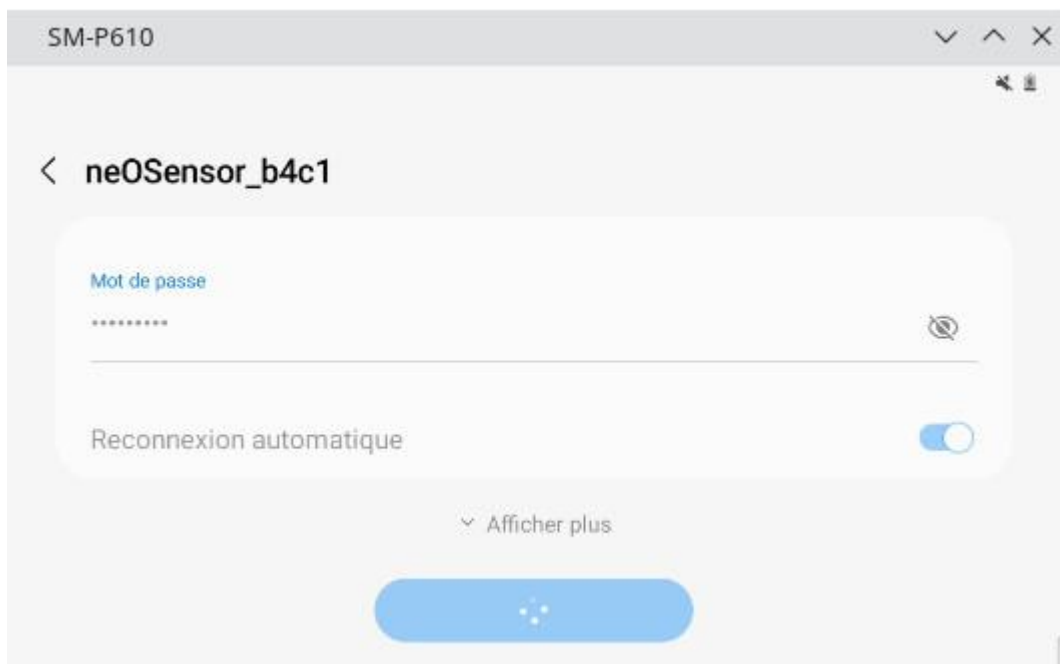 SM-P610
neOSensor_b4c1
Mot de passe
•••••••••
Reconnexion automatique
Afficher plus